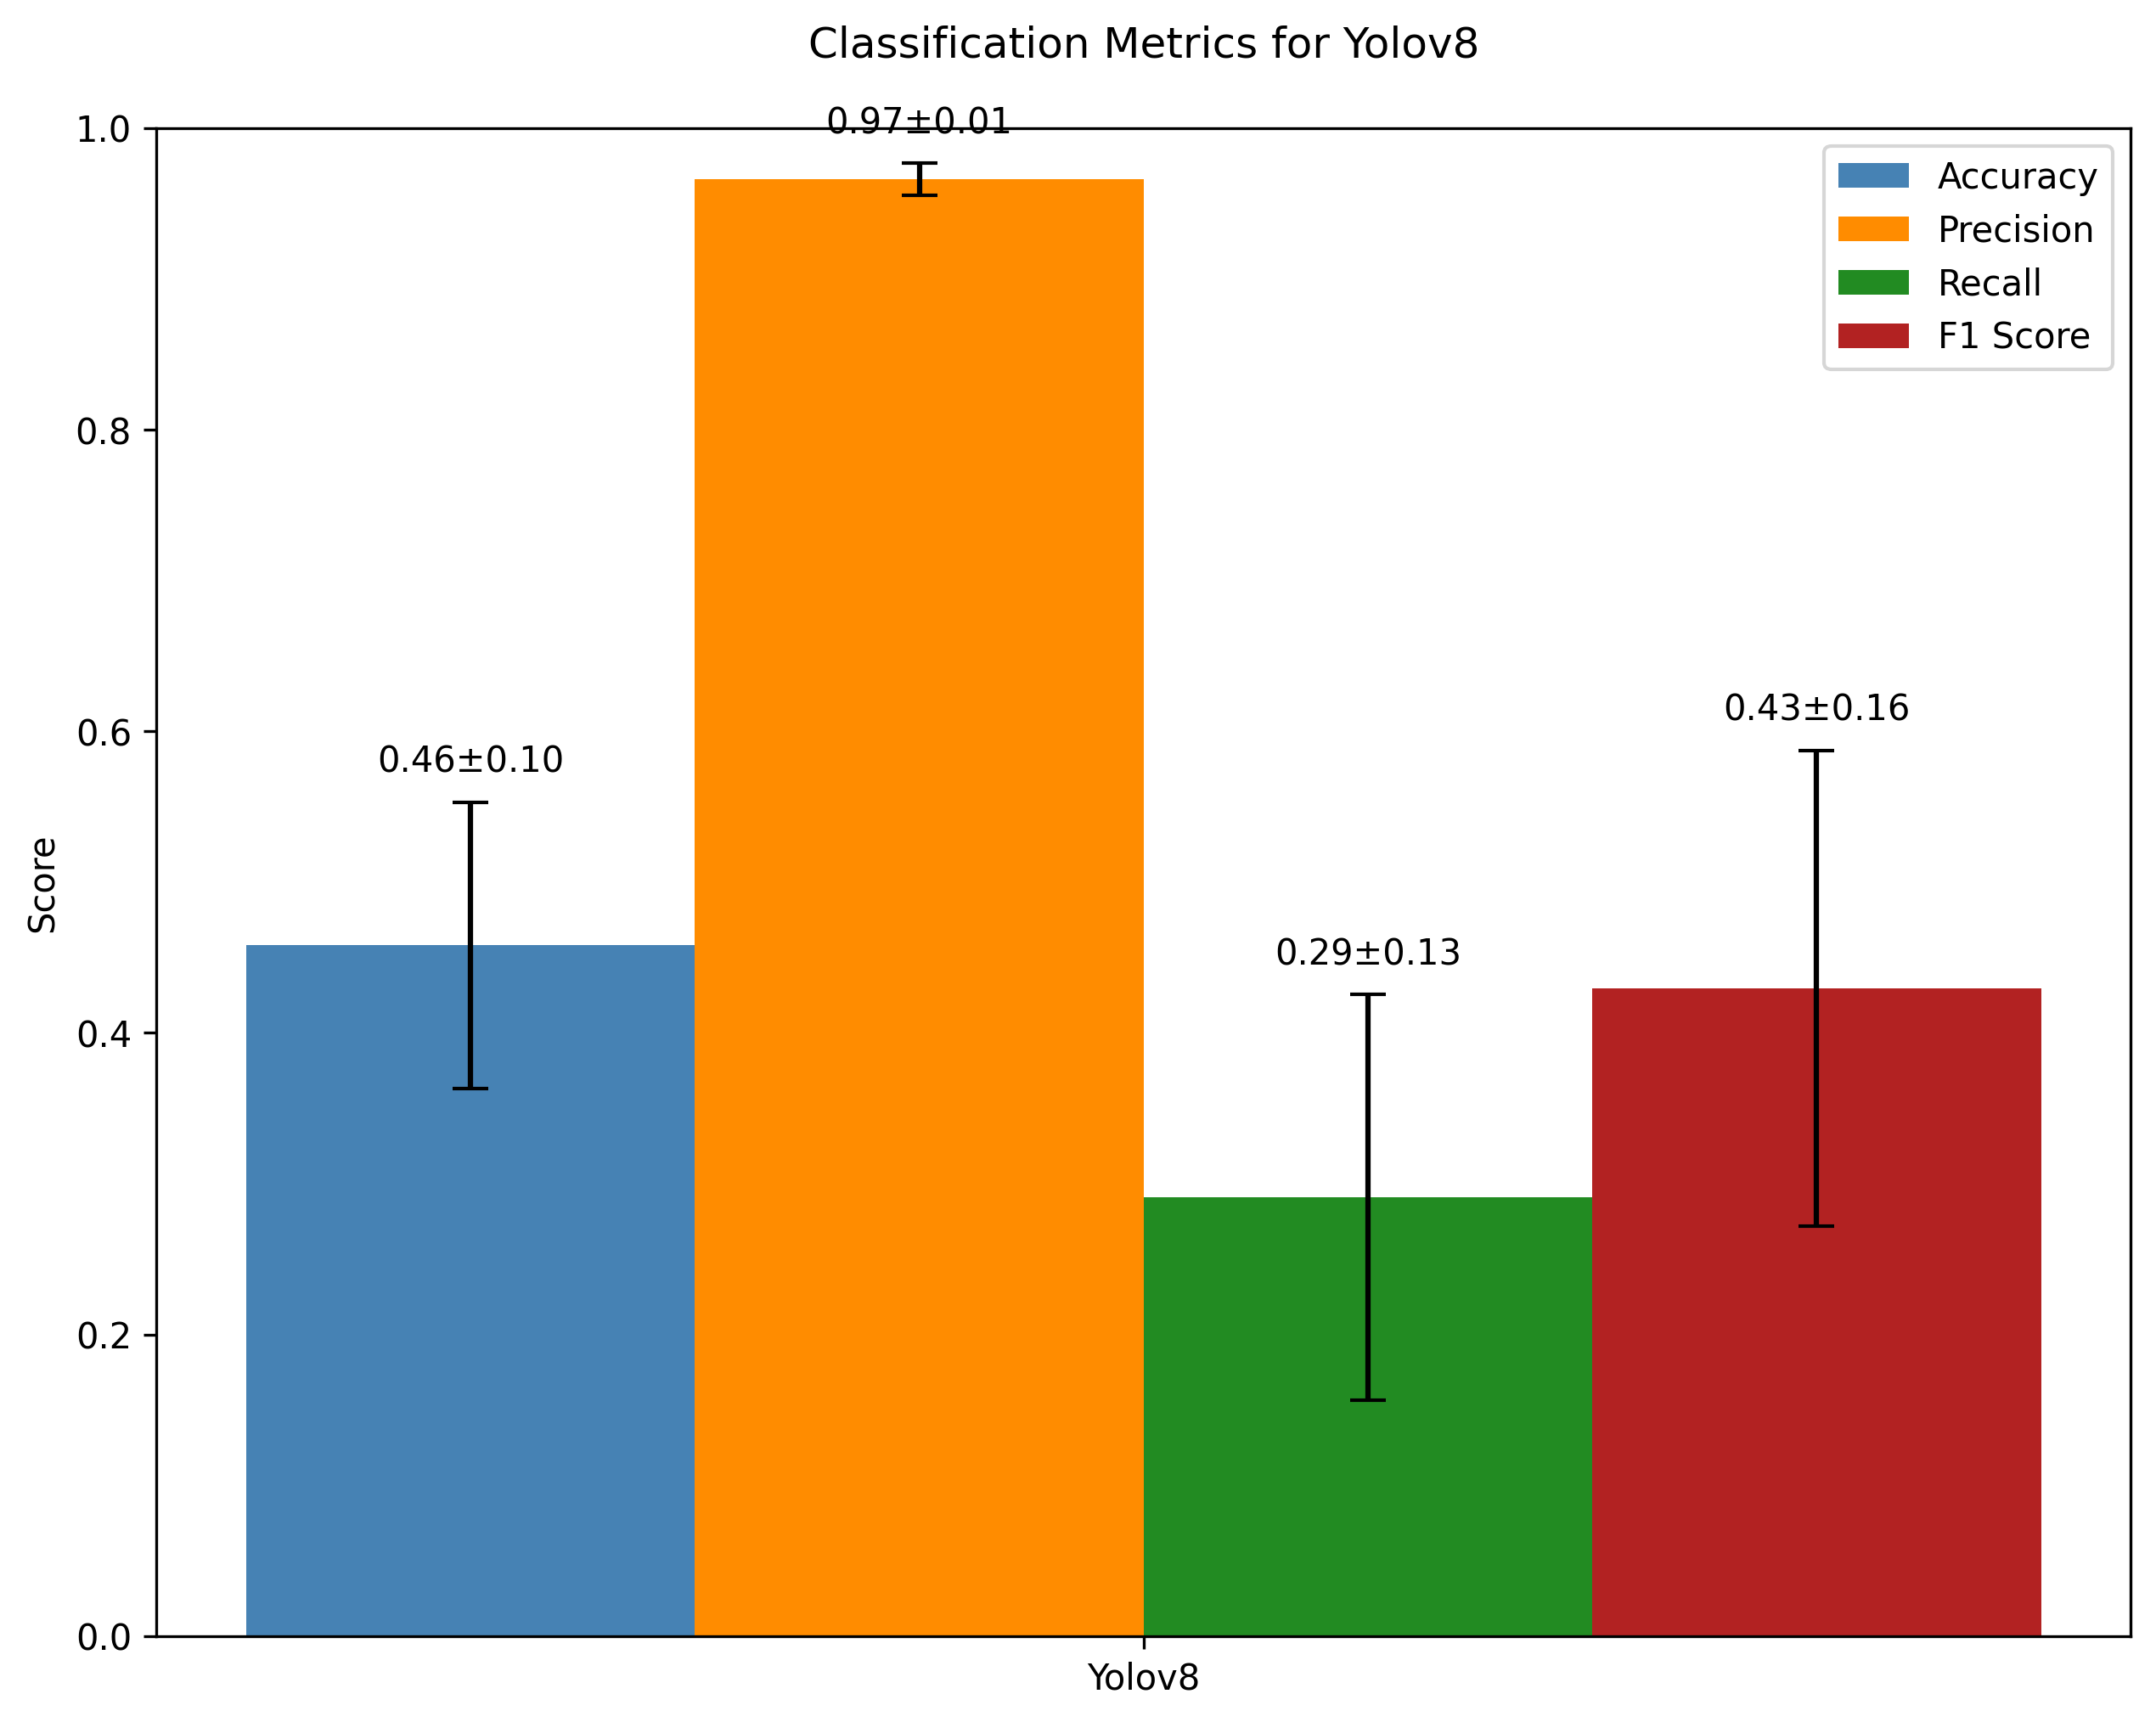 Classification Metrics for Yolov8
0.97±0.01
1.0
Accuracy
Precision
Recall
F1 Score
0.8
0.43±0.16
0.6
0.46±0.10
Score
0.29±0.13
0.4
0.2
0.0
Yolov8